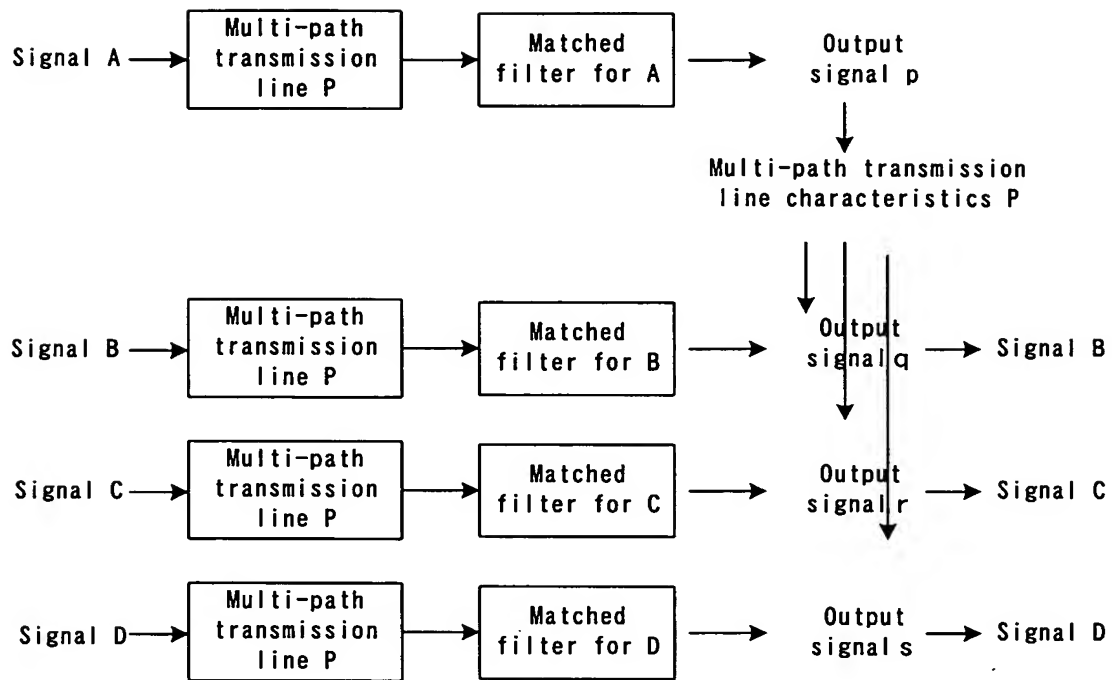 Signal A
Multi-path
transmission
line P
Matched
filter for A
Output
signal p
Multi-path transmission
line characteristics P
Signal B
Multi-path
transmission
line P
Matched
filter for B
Output
signal q
Signal B
Signal C
Multi-path
transmission
line P
Matched
filter for C
Output
signal r
Signal C
Signal D
Multi-path
transmission
line P
Matched
filter for D
Output
signal s
Signal D